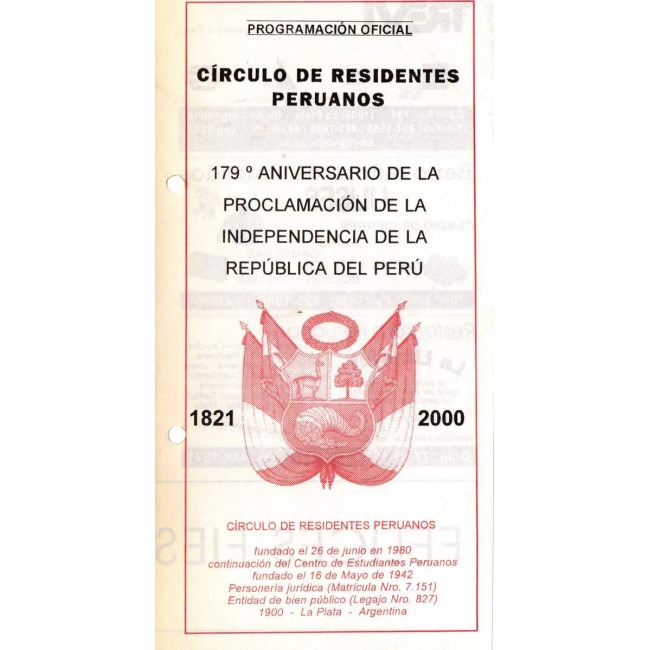 PROGRAMACIÓN OFICIAL
CÍRCULO DE RESIDENTES
PERUANOS
179 º ANIVERSARIO DE LA
PROCLAMACIÓN DE LA
INDEPENDENCIA DE LA
REPÚBLICA DEL PERÚ
1821 2000
CÍRCULO DE RESIDENTES PERUANOS
fundado el 26 de junio en 1980
continuación del Centro de Estudiantes Peruanos
fundado el 16 de Mayo de 1942
Personería jurídica (Matrícula Nro. 7.151)
Entidad de bien público (Legajo Nro. 827)
1900 - La Plata - Argentina